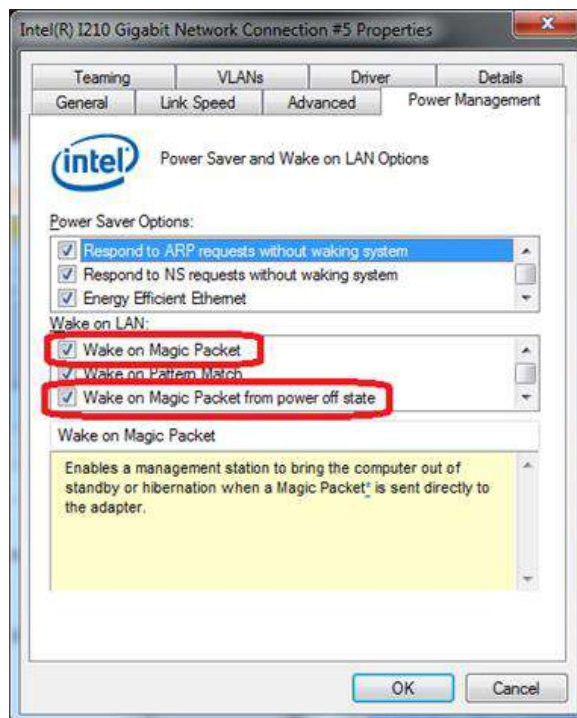 Intel(R) I210 Gigabit Network Connection #5 Properties
Teaming VLANs Driver Details
General Link Speed Advanced Power Management
intel Power Saver and Wake on LAN Options
Power Saver Options:
Respond to ARP requests without waking system
Respond to NS requests without waking system
Energy Efficient Ethernet
Wake on LAN:
Wake on Magic Packet
Wake on Pattern Match
Wake on Magic Packet from power off state
Wake on Magic Packet
Enables a management station to bring the computer out of
standby or hibernation when a Magic Packet* is sent directly to
the adapter.
OK Cancel